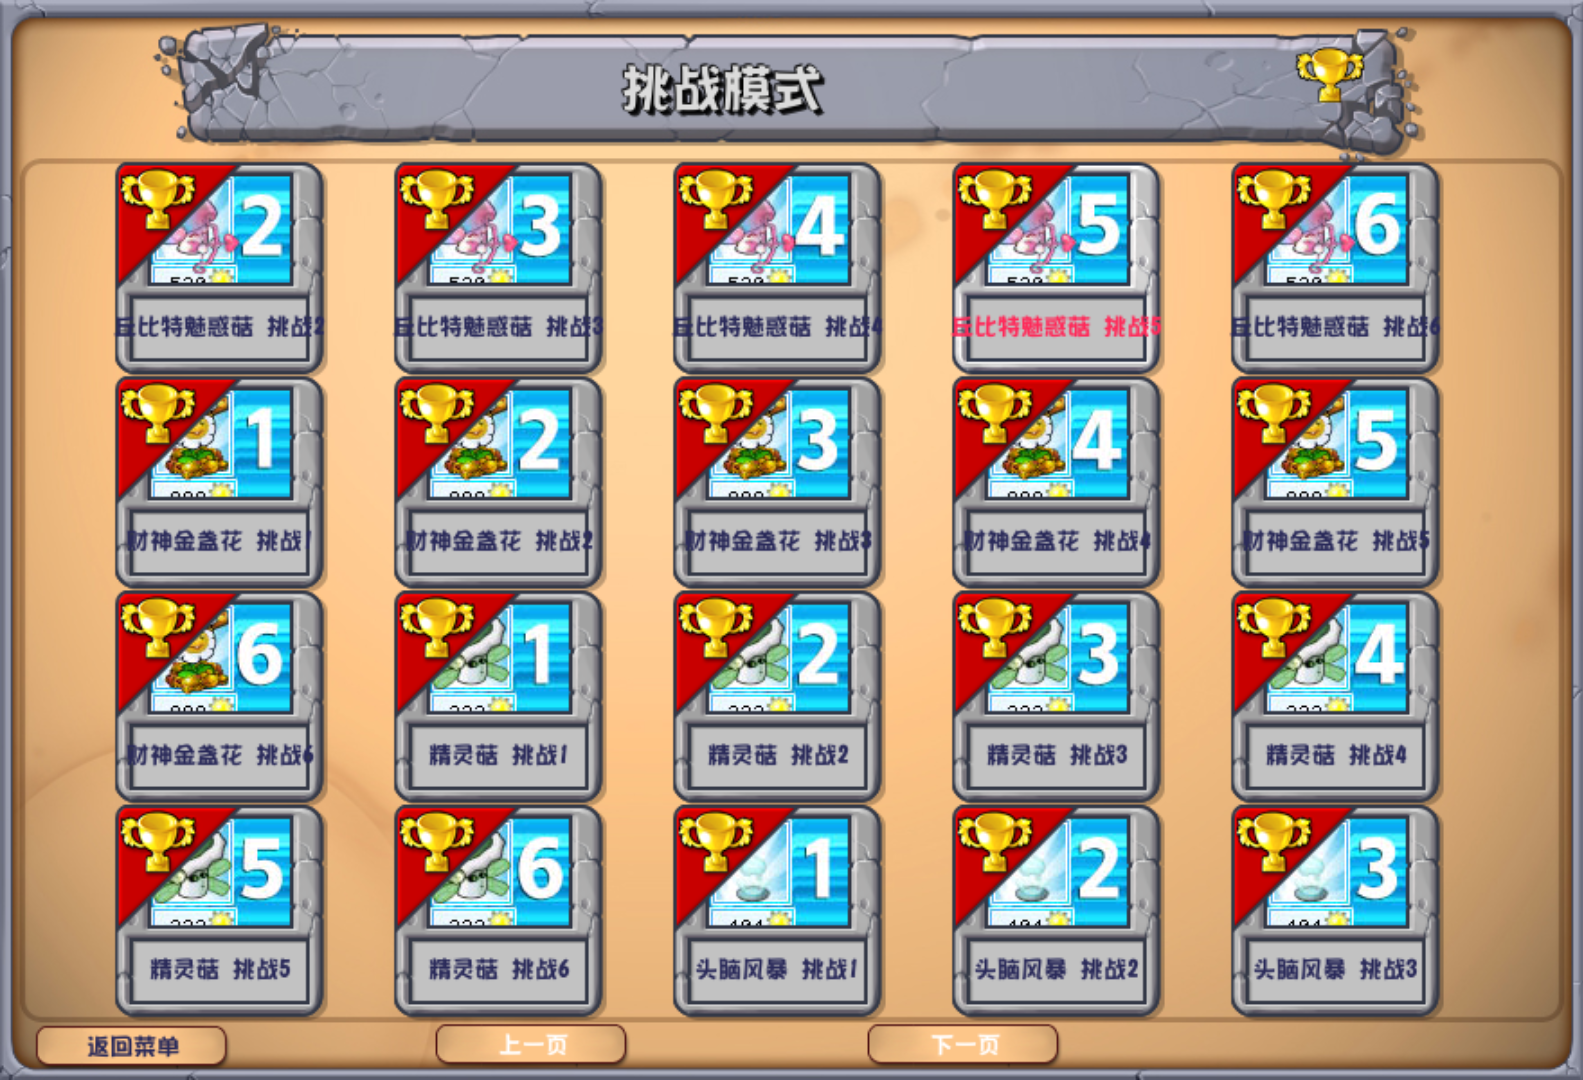 挑战模式
2
3
4
5
6
520
520
520
520
520
丘比特魅惑菇 挑战2
丘比特魅惑菇 挑战3
丘比特魅惑菇 挑战4
丘比特魅惑菇 挑战5
丘比特魅惑菇 挑战6
1
2
3
4
5
财神金盏花 挑战1
财神金盏花 挑战2
财神金盏花 挑战3
财神金盏花 挑战4
财神金盏花 挑战5
6
1
2
3
4
财神金盏花 挑战6
精灵菇 挑战1
精灵菇 挑战2
精灵菇 挑战3
精灵菇 挑战4
5
6
1
2
3
精灵菇 挑战5
精灵菇 挑战6
头脑风暴 挑战1
头脑风暴 挑战2
头脑风暴 挑战3
返回菜单
上一页
下一页